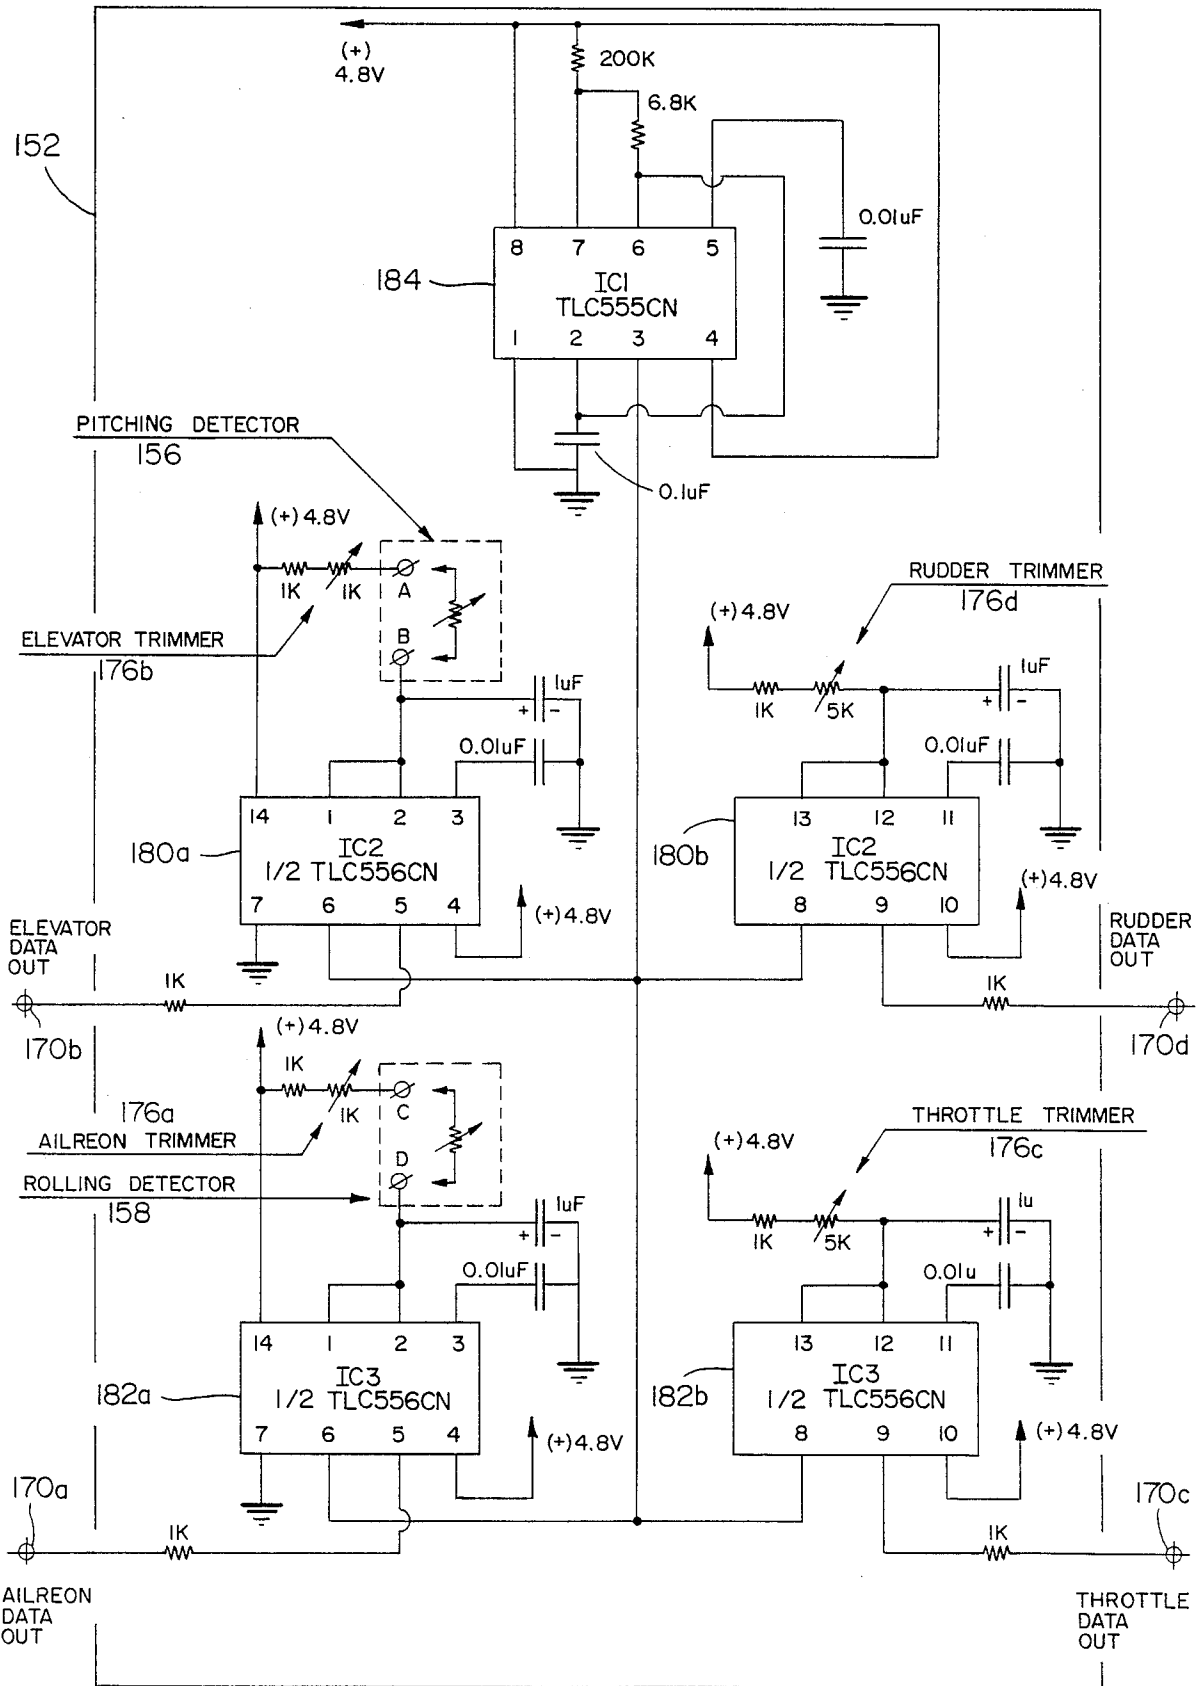 (+)
4.8V
200K
6.8K
152
0.01uF
8 7 6 5
184
IC1
TLC555CN
1 2 3 4
PITCHING DETECTOR
156
0.1uF
(+)4.8V
1K 1K
A
B
ELEVATOR TRIMMER
176b
1uF
+ -
0.01uF
14 1 2 3
180a
IC2
1/2 TLC556CN
7 6 5 4
(+)4.8V
ELEVATOR
DATA
OUT
1K
170b
RUDDER TRIMMER
176d
(+)4.8V
1K 5K
1uF
+ -
0.01uF
13 12 11
180b
IC2
1/2 TLC556CN
8 9 10
(+)4.8V
RUDDER
DATA
OUT
1K
170d
(+)4.8V
1K
1K
C
D
176a
AILREON TRIMMER
ROLLING DETECTOR
158
1uF
+ -
0.01uF
14 1 2 3
182a
IC3
1/2 TLC556CN
7 6 5 4
(+)4.8V
170a
1K
AILREON
DATA
OUT
THROTTLE TRIMMER
176c
(+)4.8V
1K 5K
1u
+ -
0.01u
13 12 11
182b
IC3
1/2 TLC556CN
8 9 10
(+)4.8V
170c
1K
THROTTLE
DATA
OUT